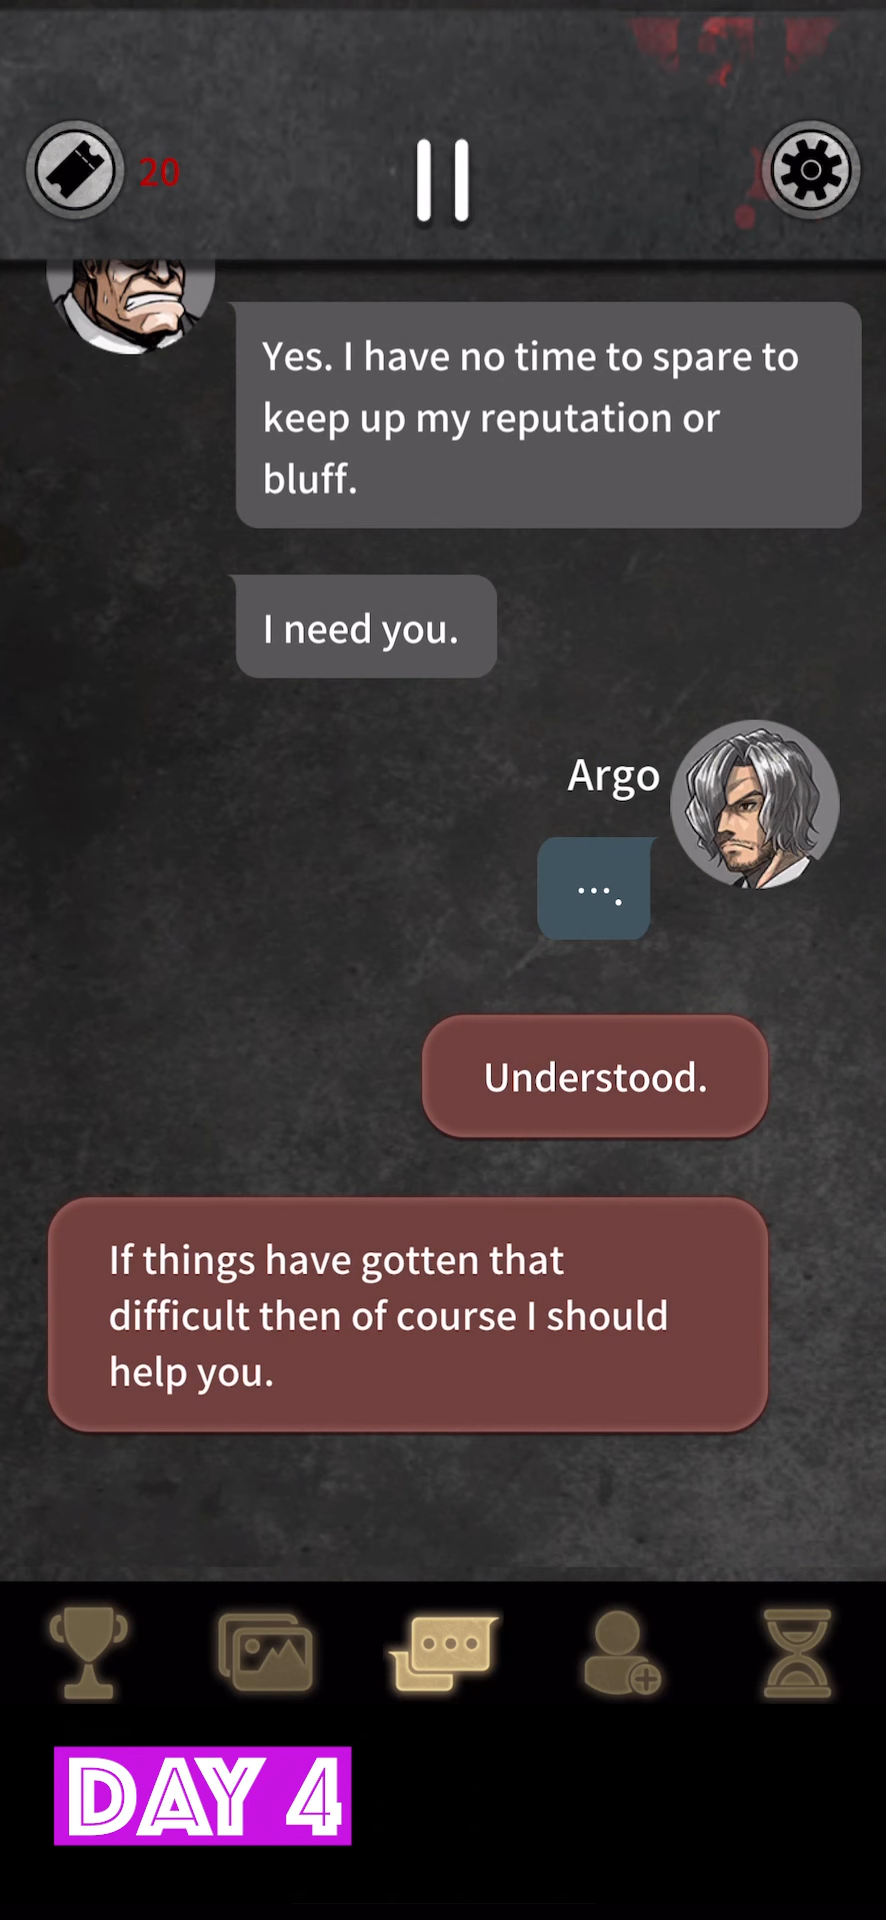 20
Yes. I have no time to spare to
keep up my reputation or
bluff.
I need you.
Argo
….
Understood.
If things have gotten that
difficult then of course I should
help you.
DAY 4